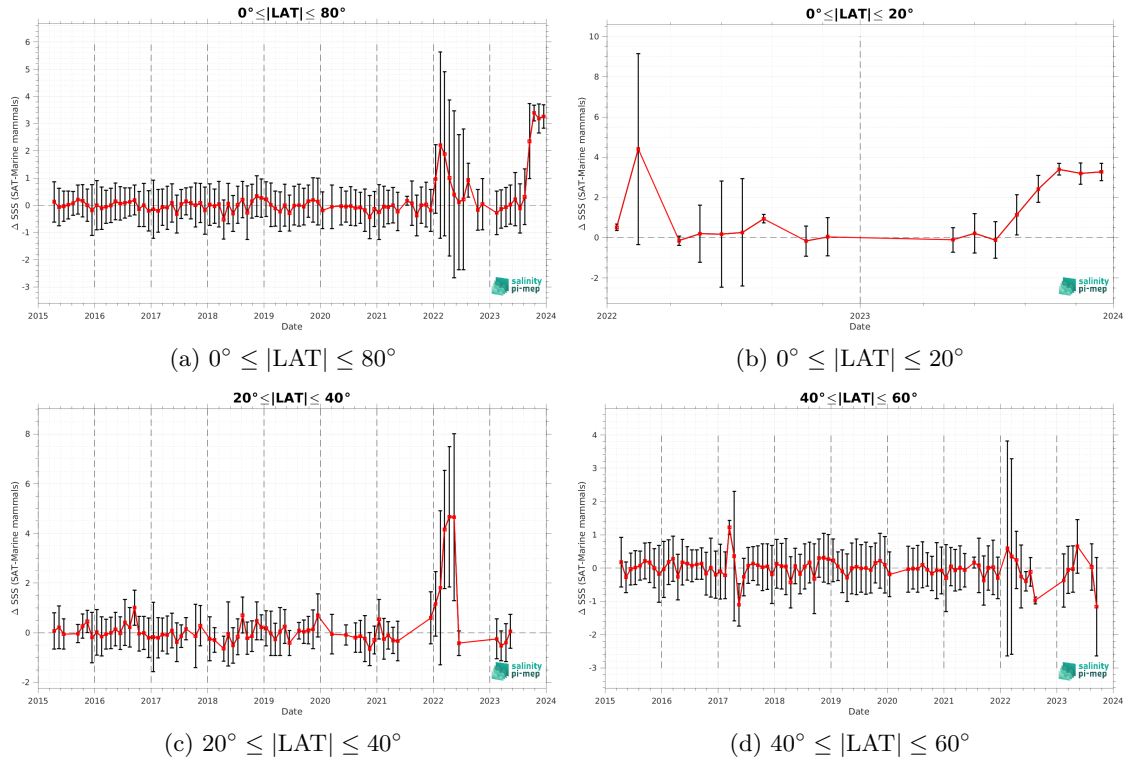 0°≤|LAT|≤ 80°
Δ SSS (SAT-Marine mammals)
6
5
4
3
2
1
0
-1
-2
-3
2015 2016 2017 2018 2019 2020 2021 2022 2023 2024
Date
salinity
pi-mep
(a) 0° ≤ |LAT| ≤ 80°
0°≤|LAT|≤ 20°
Δ SSS (SAT-Marine mammals)
10
8
6
4
2
0
-2
2022 2023 2024
Date
salinity
pi-mep
(b) 0° ≤ |LAT| ≤ 20°
20°≤|LAT|≤ 40°
Δ SSS (SAT-Marine mammals)
8
6
4
2
0
-2
2015 2016 2017 2018 2019 2020 2021 2022 2023 2024
Date
salinity
pi-mep
(c) 20° ≤ |LAT| ≤ 40°
40°≤|LAT|≤ 60°
Δ SSS (SAT-Marine mammals)
4
3
2
1
0
-1
-2
-3
2015 2016 2017 2018 2019 2020 2021 2022 2023 2024
Date
salinity
pi-mep
(d) 40° ≤ |LAT| ≤ 60°